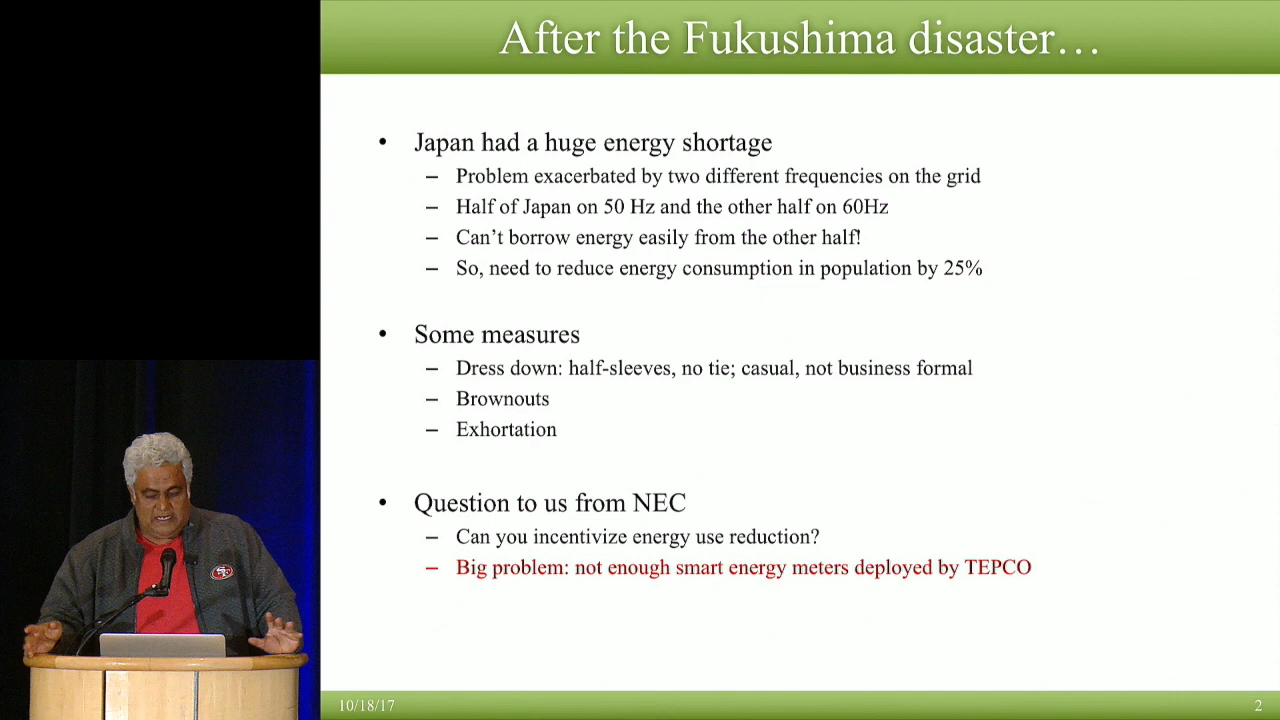 After the Fukushima disaster…
• Japan had a huge energy shortage
– Problem exacerbated by two different frequencies on the grid
– Half of Japan on 50 Hz and the other half on 60Hz
– Can’t borrow energy easily from the other half!
– So, need to reduce energy consumption in population by 25%
• Some measures
– Dress down: half-sleeves, no tie; casual, not business formal
– Brownouts
– Exhortation
• Question to us from NEC
– Can you incentivize energy use reduction?
– Big problem: not enough smart energy meters deployed by TEPCO
SF
10/18/17
2